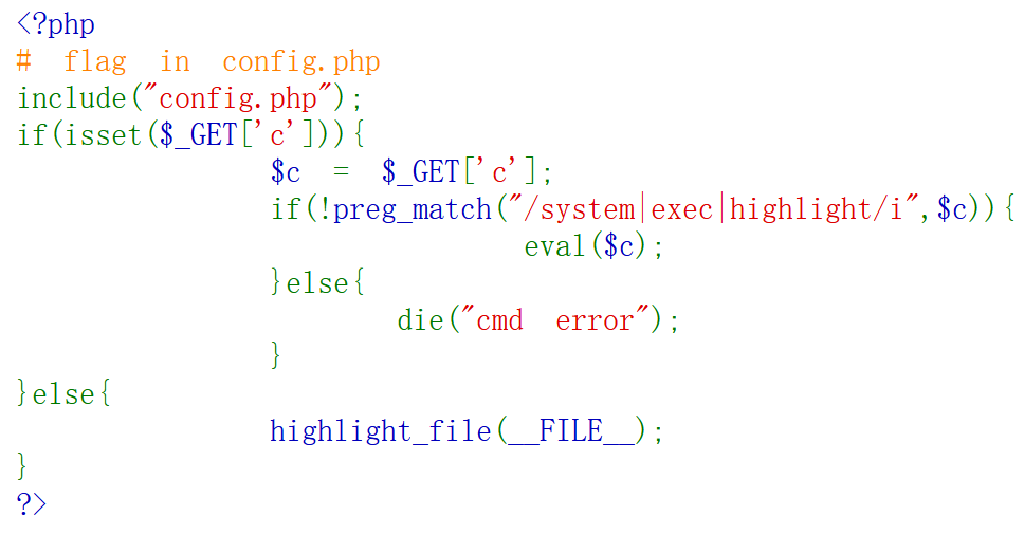 <?php
# flag in config.php
include("config.php");
if(isset($_GET['c'])){
$c = $_GET['c'];
if(!preg_match("/system|exec|highlight/i",$c)){
eval($c);
}else{
die("cmd error");
}
}else{
highlight_file(__FILE__);
}
?>